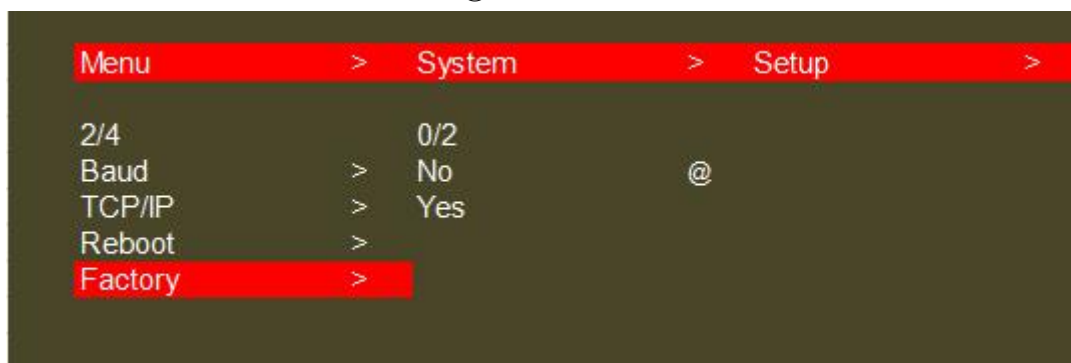 Menu > System > Setup >
2/4 0/2
Baud > No @
TCP/IP > Yes
Reboot >
Factory >